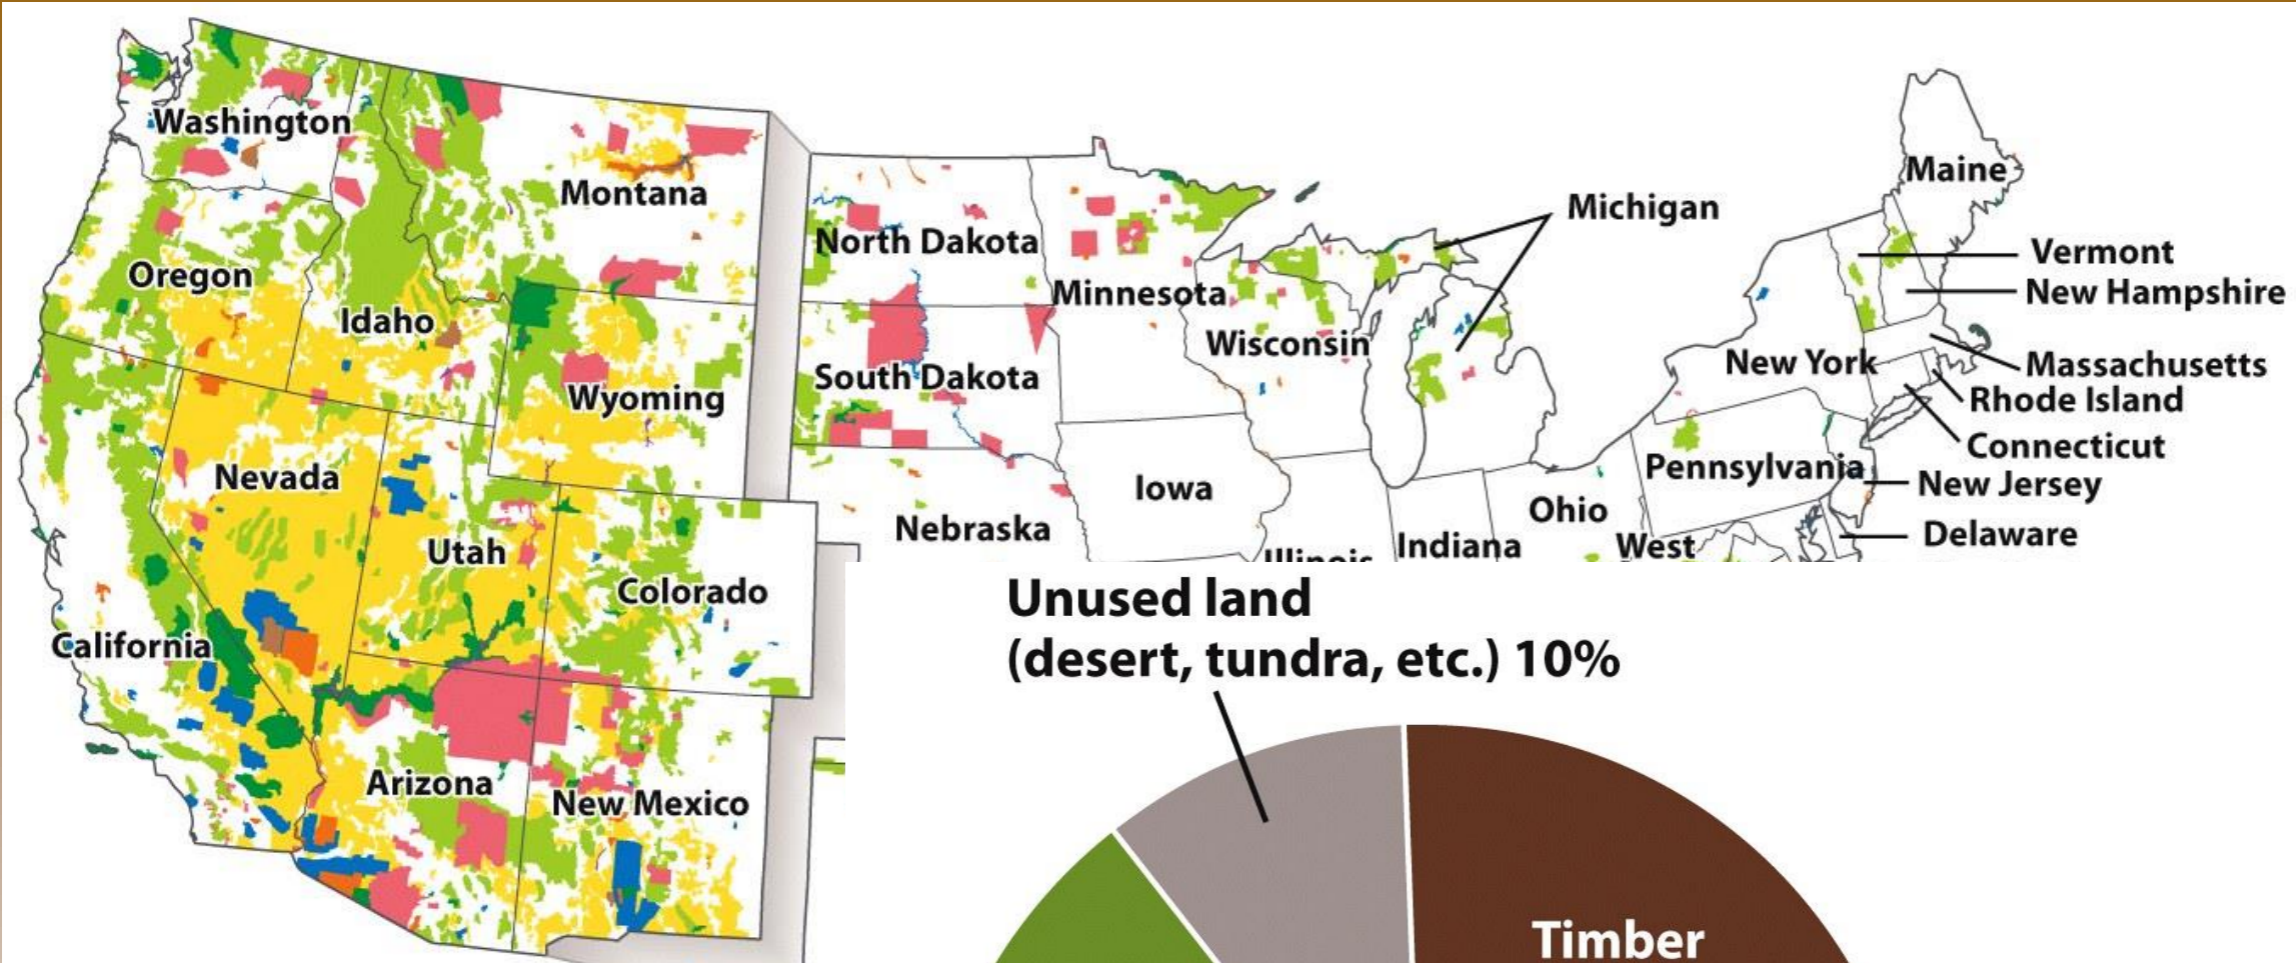 Washington
Montana
Oregon
Idaho
Wyoming
Nevada
Utah
Colorado
California
Arizona
New Mexico
North Dakota
Minnesota
South Dakota
Wisconsin
Michigan
Nebraska
Iowa
Illinois
Indiana
Ohio
West
Pennsylvania
New York
Maine
Vermont
New Hampshire
Massachusetts
Rhode Island
Connecticut
New Jersey
Delaware
Unused land
(desert, tundra, etc.) 10%
Timber